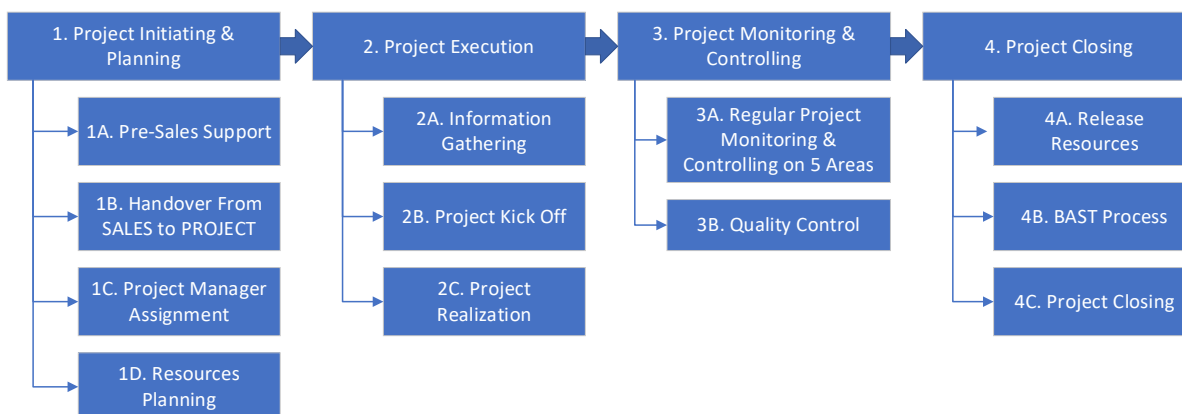 1. Project Initiating &
Planning
2. Project Execution
3. Project Monitoring &
Controlling
4. Project Closing
1A. Pre-Sales Support
1B. Handover From
SALES to PROJECT
1C. Project Manager
Assignment
1D. Resources
Planning
2A. Information
Gathering
2B. Project Kick Off
2C. Project
Realization
3A. Regular Project
Monitoring &
Controlling on 5 Areas
3B. Quality Control
4A. Release
Resources
4B. BAST Process
4C. Project Closing